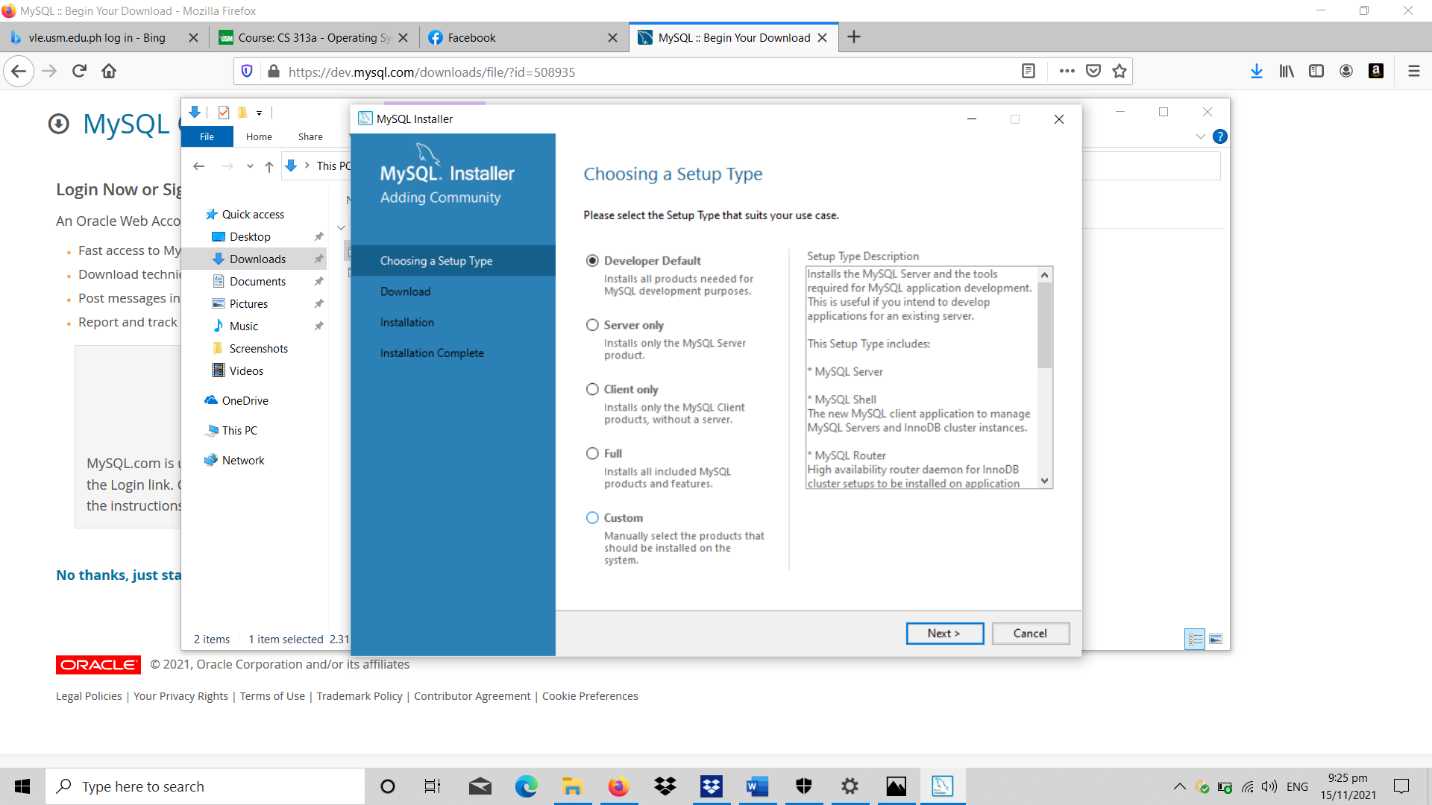 MySQL :: Begin Your Download - Mozilla Firefox
vle.usm.edu.ph log in - Bing
Course: CS 313a - Operating Sy
Facebook
MySQL :: Begin Your Download
https://dev.mysql.com/downloads/file/?id=508935
MySQL
Login Now or Sig
An Oracle Web Acco
Fast access to My
Download techni
Post messages in
Report and track
MySQL.com is
the Login link.
the instructions
No thanks, just sta
ORACLE
© 2021, Oracle Corporation and/or its affiliates
Legal Policies | Your Privacy Rights | Terms of Use | Trademark Policy | Contributor Agreement | Cookie Preferences
File
Home
Share
This PC
Quick access
Desktop
Downloads
Documents
Pictures
Music
Screenshots
Videos
OneDrive
This PC
Network
2 items
1 item selected 2.31
MySQL Installer
MySQL. Installer
Adding Community
Choosing a Setup Type
Download
Installation
Installation Complete
Choosing a Setup Type
Please select the Setup Type that suits your use case.
Developer Default
Installs all products needed for
MySQL development purposes.
Server only
Installs only the MySQL Server
product.
Client only
Installs only the MySQL Client
products, without a server.
Full
Installs all included MySQL
products and features.
Custom
Manually select the products that
should be installed on the
system.
Setup Type Description
Installs the MySQL Server and the tools
required for MySQL application development.
This is useful if you intend to develop
applications for an existing server.
This Setup Type includes:
* MySQL Server
* MySQL Shell
The new MySQL client application to manage
MySQL Servers and InnoDB cluster instances.
* MySQL Router
High availability router daemon for InnoDB
cluster setups to be installed on application
Next >
Cancel
Type here to search
ENG
9:25 pm
15/11/2021